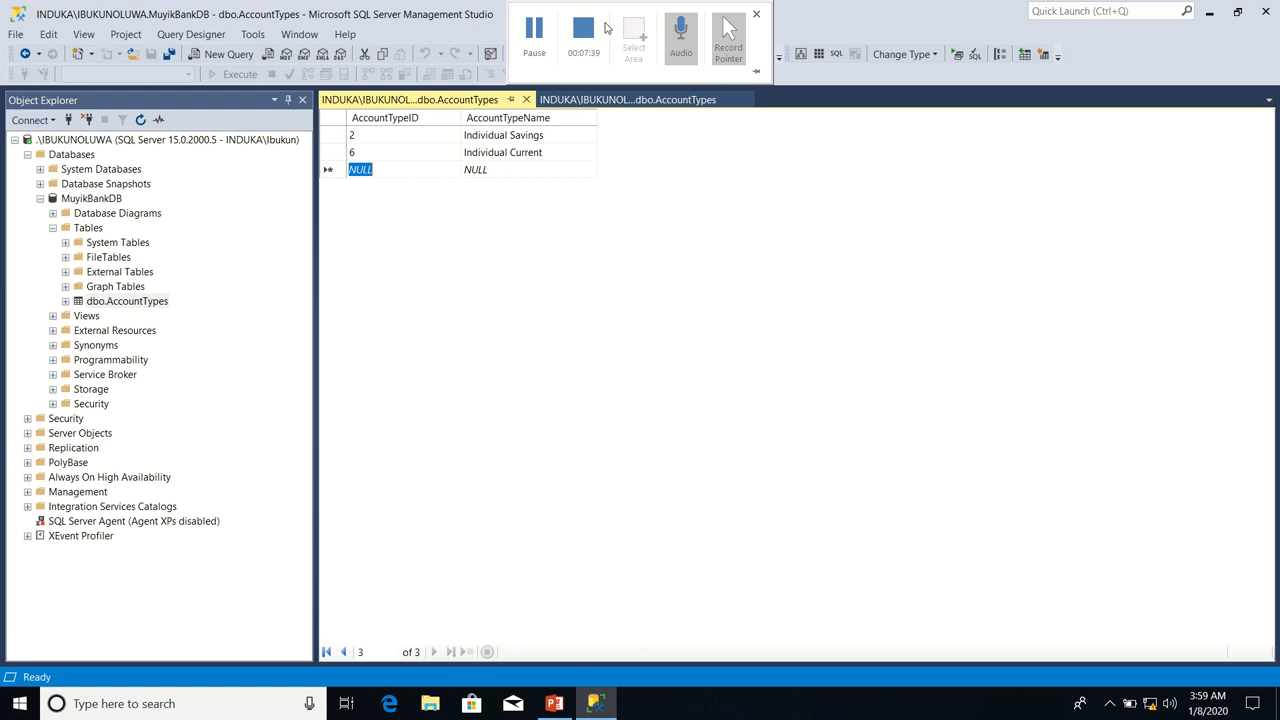 INDUKA\IBUKUNOLUWA.MuyikBankDB - dbo.AccountTypes - Microsoft SQL Server Management Studio
Quick Launch (Ctrl+Q)
File Edit View Project Query Designer Tools Window Help
Pause
00:07:39
Select Area
Audio
Record Pointer
New Query
Change Type
Execute
Object Explorer
INDUKA\IBUKUNOL...dbo.AccountTypes
INDUKA\IBUKUNOL...dbo.AccountTypes
Connect
AccountTypeID AccountTypeName
2 Individual Savings
6 Individual Current
NULL NULL
.\IBUKUNOLUWA (SQL Server 15.0.2000.5 - INDUKA\Ibukun)
Databases
System Databases
Database Snapshots
MuyikBankDB
Database Diagrams
Tables
System Tables
FileTables
External Tables
Graph Tables
dbo.AccountTypes
Views
External Resources
Synonyms
Programmability
Service Broker
Storage
Security
Security
Server Objects
Replication
PolyBase
Always On High Availability
Management
Integration Services Catalogs
SQL Server Agent (Agent XPs disabled)
XEvent Profiler
3 of 3
Ready
Type here to search
3:59 AM
1/8/2020